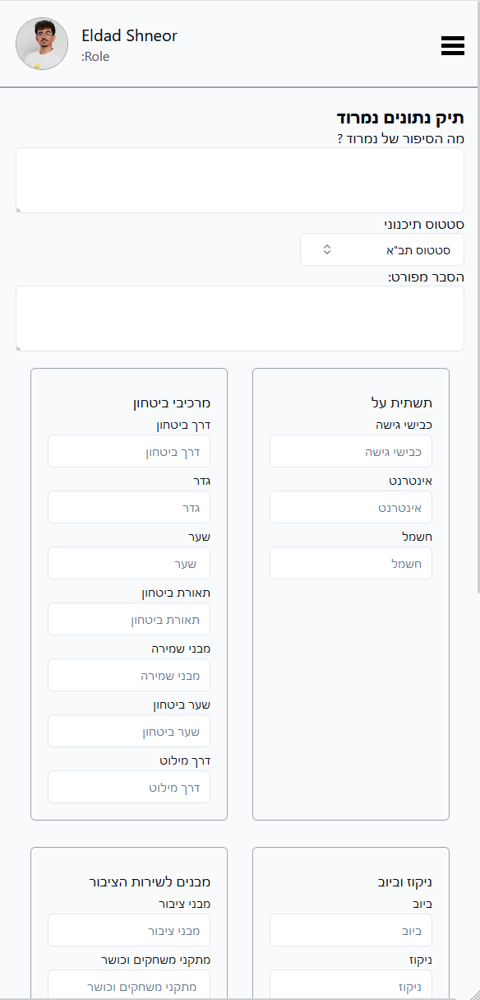 Eldad Shneor
:Role
תיק נתונים נמרוד
מה הסיפור של נמרוד ?
סטטוס תיכנוני
סטטוס תב"א
הסבר מפורט:
תשתית על
כבישי גישה
כבישי גישה
אינטרנט
אינטרנט
חשמל
חשמל
מרכיבי ביטחון
דרך ביטחון
דרך ביטחון
גדר
גדר
שער
שער
תאורת ביטחון
תאורת ביטחון
מבני שמירה
מבני שמירה
שער ביטחון
שער ביטחון
דרך מילוט
דרך מילוט
ניקוז וביוב
ביוב
ביוב
ניקוז
ניקוז
מבנים לשירות הציבור
מבני ציבור
מבני ציבור
מתקני משחקים וכושר
מתקני משחקים וכושר